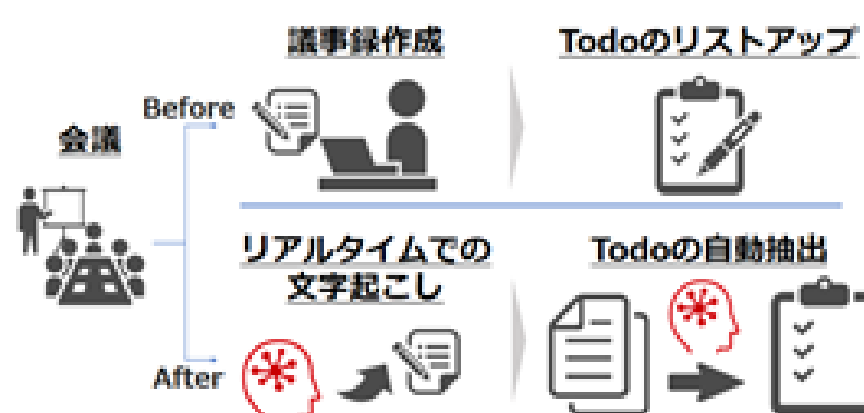 会議
Before
議事録作成
Todoのリストアップ
After
リアルタイムでの
文字起こし
Todoの自動抽出